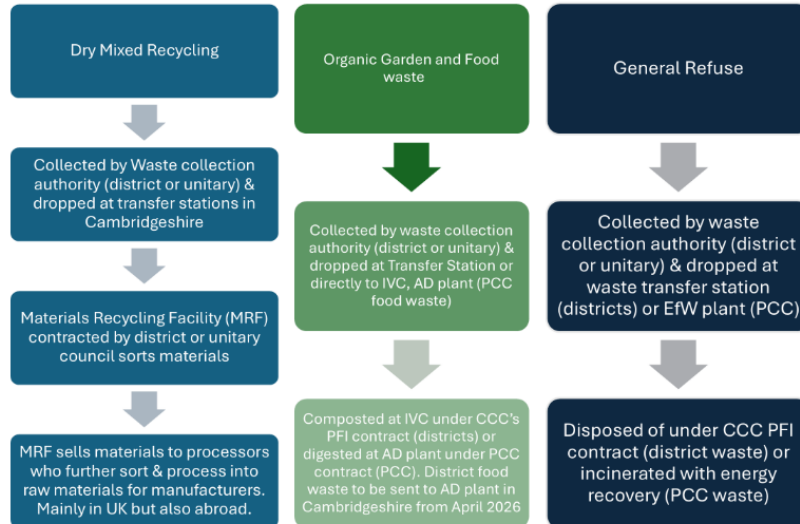 Dry Mixed Recycling
Collected by Waste collection
authority (district or unitary) &
dropped at transfer stations in
Cambridgeshire
Materials Recycling Facility (MRF)
contracted by district or unitary
council sorts materials
MRF sells materials to processors
who further sort & process into
raw materials for manufacturers.
Mainly in UK but also abroad.
Organic Garden and Food
waste
Collected by waste collection
authority (district or unitary) &
dropped at Transfer Station or
directly to IVC, AD plant (PCC
food waste)
Composted at IVC under CCC's
PFI contract (districts) or
digested at AD plant under PCC
contract (PCC). District food
waste to be sent to AD plant in
Cambridgeshire from April 2026
General Refuse
Collected by waste
collection authority (district
or unitary) & dropped at
waste transfer station
(districts) or EfW plant (PCC)
Disposed of under CCC PFI
contract (district waste) or
incinerated with energy
recovery (PCC waste)